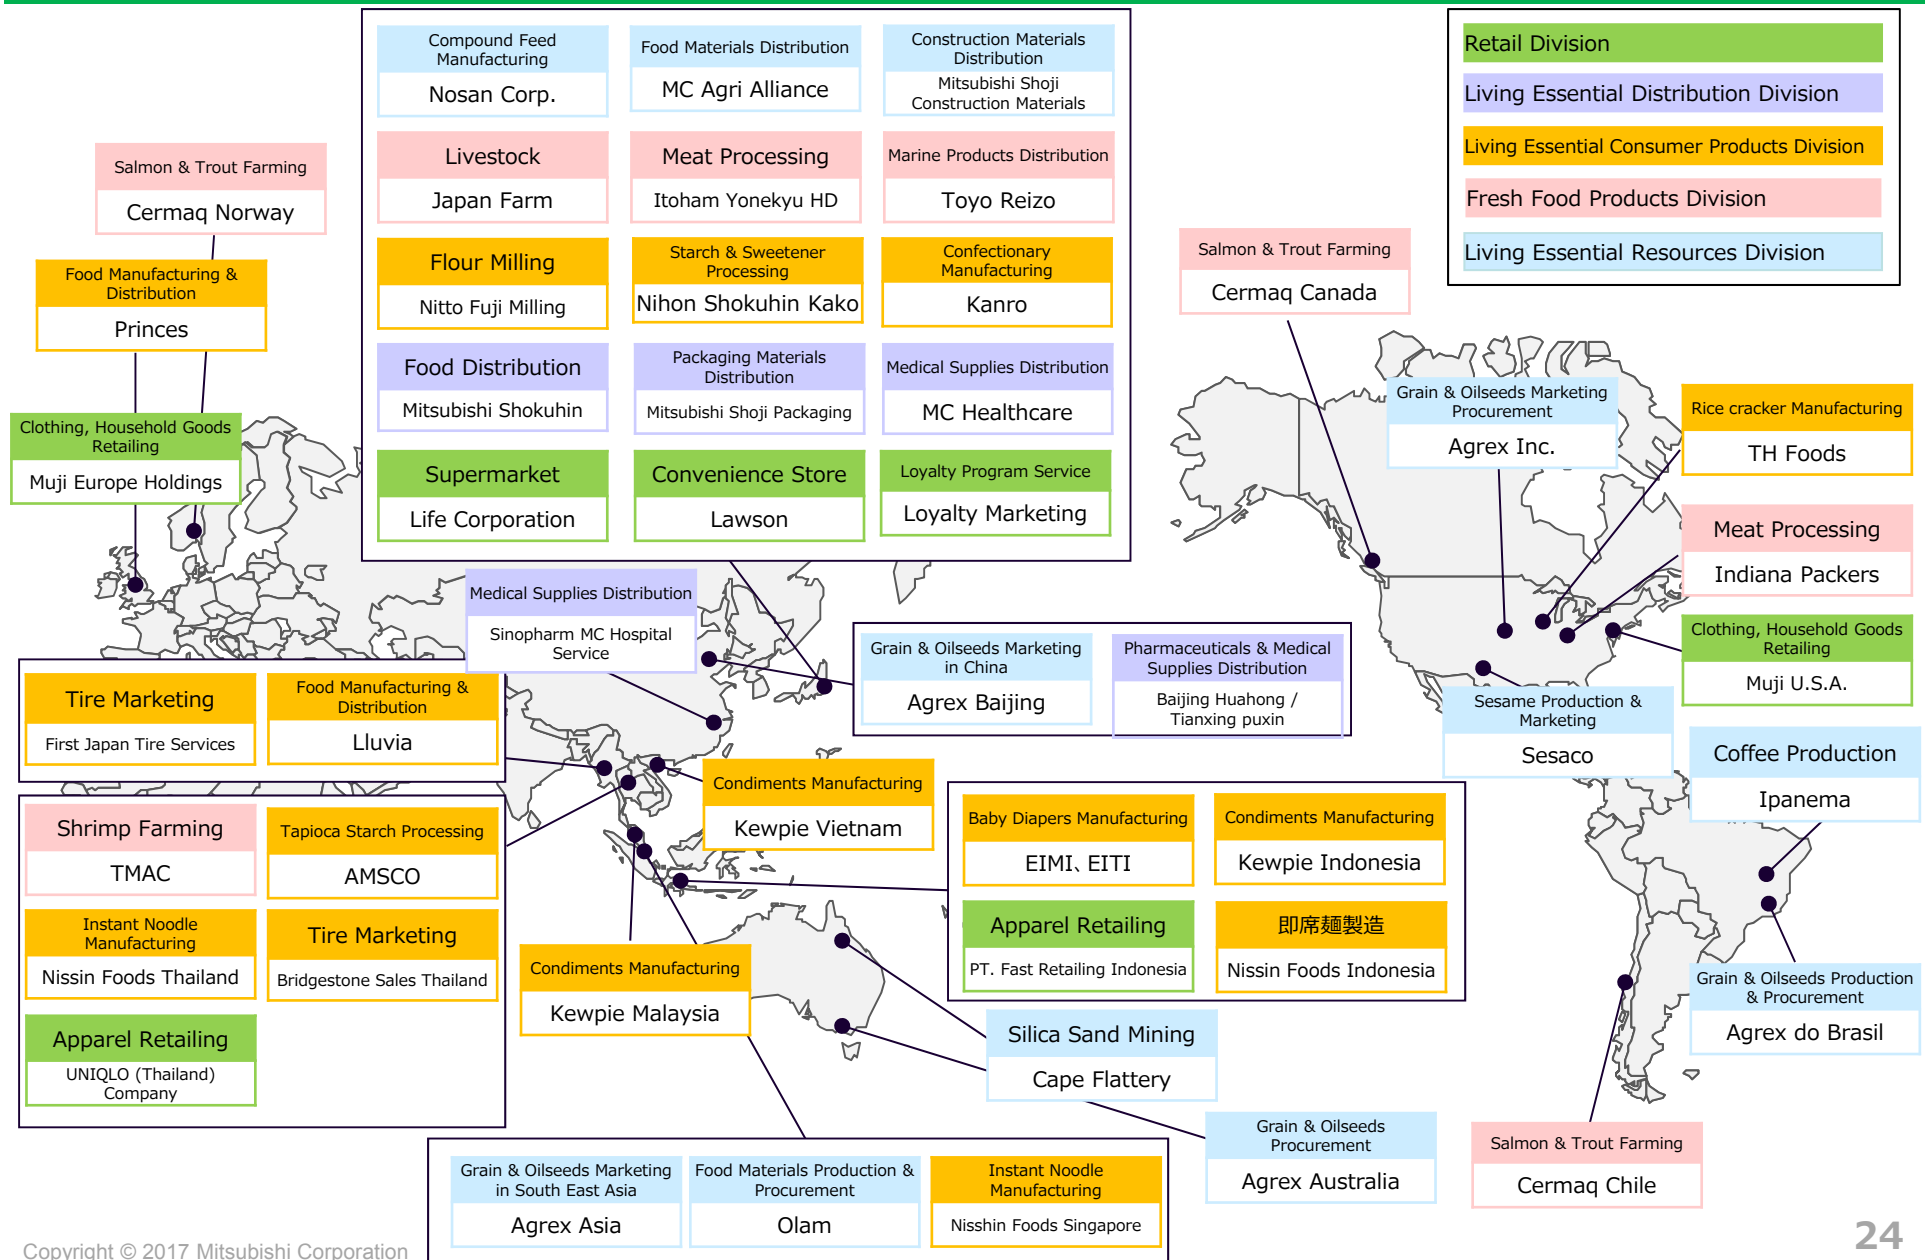 Compound Feed
Manufacturing
Nosan Corp.
Food Materials Distribution
MC Agri Alliance
Construction Materials
Distribution
Mitsubishi Shoji
Construction Materials
Livestock
Japan Farm
Meat Processing
Itoham Yonekyu HD
Marine Products Distribution
Toyo Reizo
Flour Milling
Nitto Fuji Milling
Starch & Sweetener
Processing
Nihon Shokuhin Kako
Confectionary
Manufacturing
Kanro
Food Distribution
Mitsubishi Shokuhin
Packaging Materials
Distribution
Mitsubishi Shoji Packaging
Medical Supplies Distribution
MC Healthcare
Supermarket
Life Corporation
Convenience Store
Lawson
Loyalty Program Service
Loyalty Marketing
Retail Division
Living Essential Distribution Division
Living Essential Consumer Products Division
Fresh Food Products Division
Living Essential Resources Division
Salmon & Trout Farming
Cermaq Norway
Food Manufacturing &
Distribution
Princes
Clothing, Household Goods
Retailing
Muji Europe Holdings
Salmon & Trout Farming
Cermaq Canada
Grain & Oilseeds Marketing
Procurement
Agrex Inc.
Rice cracker Manufacturing
TH Foods
Meat Processing
Indiana Packers
Clothing, Household Goods
Retailing
Muji U.S.A.
Medical Supplies Distribution
Sinopharm MC Hospital
Service
Grain & Oilseeds Marketing
in China
Agrex Baijing
Pharmaceuticals & Medical
Supplies Distribution
Baijing Huahong /
Tianxing puxin
Sesame Production &
Marketing
Sesaco
Coffee Production
Ipanema
Tire Marketing
First Japan Tire Services
Food Manufacturing &
Distribution
Lluvia
Condiments Manufacturing
Kewpie Vietnam
Shrimp Farming
TMAC
Tapioca Starch Processing
AMSCO
Instant Noodle
Manufacturing
Nissin Foods Thailand
Tire Marketing
Bridgestone Sales Thailand
Apparel Retailing
UNIQLO (Thailand)
Company
Baby Diapers Manufacturing
EIMI、EITI
Condiments Manufacturing
Kewpie Indonesia
Apparel Retailing
PT. Fast Retailing Indonesia
即席麺製造
Nissin Foods Indonesia
Condiments Manufacturing
Kewpie Malaysia
Silica Sand Mining
Cape Flattery
Grain & Oilseeds Production
& Procurement
Agrex do Brasil
Grain & Oilseeds
Procurement
Agrex Australia
Salmon & Trout Farming
Cermaq Chile
Grain & Oilseeds Marketing
in South East Asia
Agrex Asia
Food Materials Production &
Procurement
Olam
Instant Noodle
Manufacturing
Nisshin Foods Singapore
Copyright © 2017 Mitsubishi Corporation
24